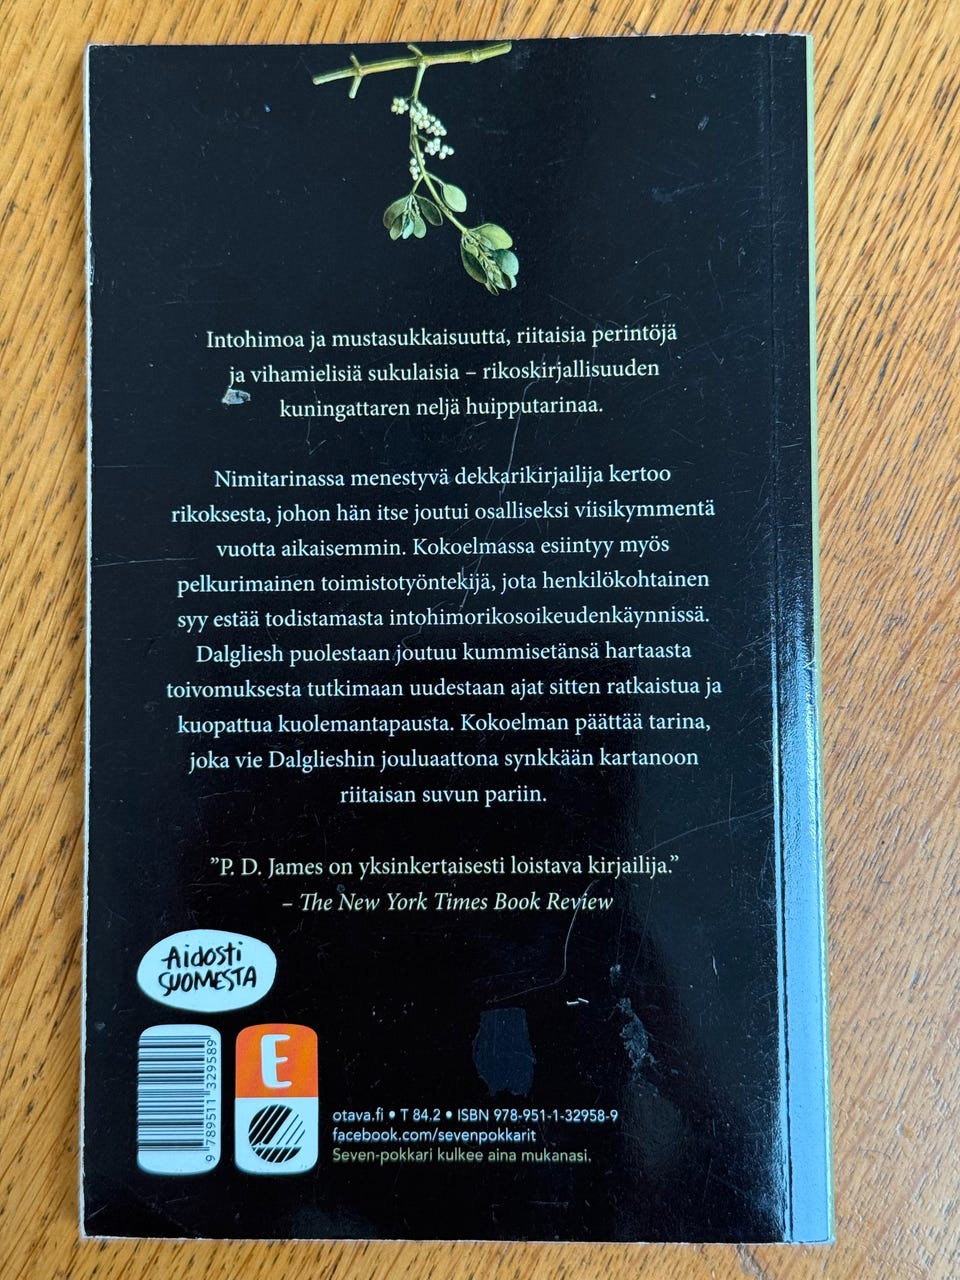 Intohimoa ja mustasukkaisuutta, riitaisia perintöjä
ja vihamielisiä sukulaisia – rikoskirjallisuuden
kuningattaren neljä huipputarinaa.
Nimitarinassa menestyvä dekkarikirjailija kertoo
rikoksesta, johon hän itse joutui osalliseksi viisikymmentä
vuotta aikaisemmin. Kokoelmassa esiintyy myös
pelkurimainen toimistotyöntekijä, jota henkilökohtainen
syy estää todistamasta intohimorikosoikeudenkäynnissä.
Dalgliesh puolestaan joutuu kummisetänsä hartaasta
toivomuksesta tutkimaan uudestaan ajat sitten ratkaistua ja
kuopattua kuolemantapausta. Kokoelman päättää tarina,
joka vie Dalglieshin jouluaattona synkkään kartanoon
riitaisan suvun pariin.
”P. D. James on yksinkertaisesti loistava kirjailija.”
– The New York Times Book Review
Aidosti
SUOMESTA
9 789511 329589
E
otava.fi • T 84.2 • ISBN 978-951-1-32958-9
facebook.com/sevenpokkarit
Seven-pokkari kulkee aina mukanasi.